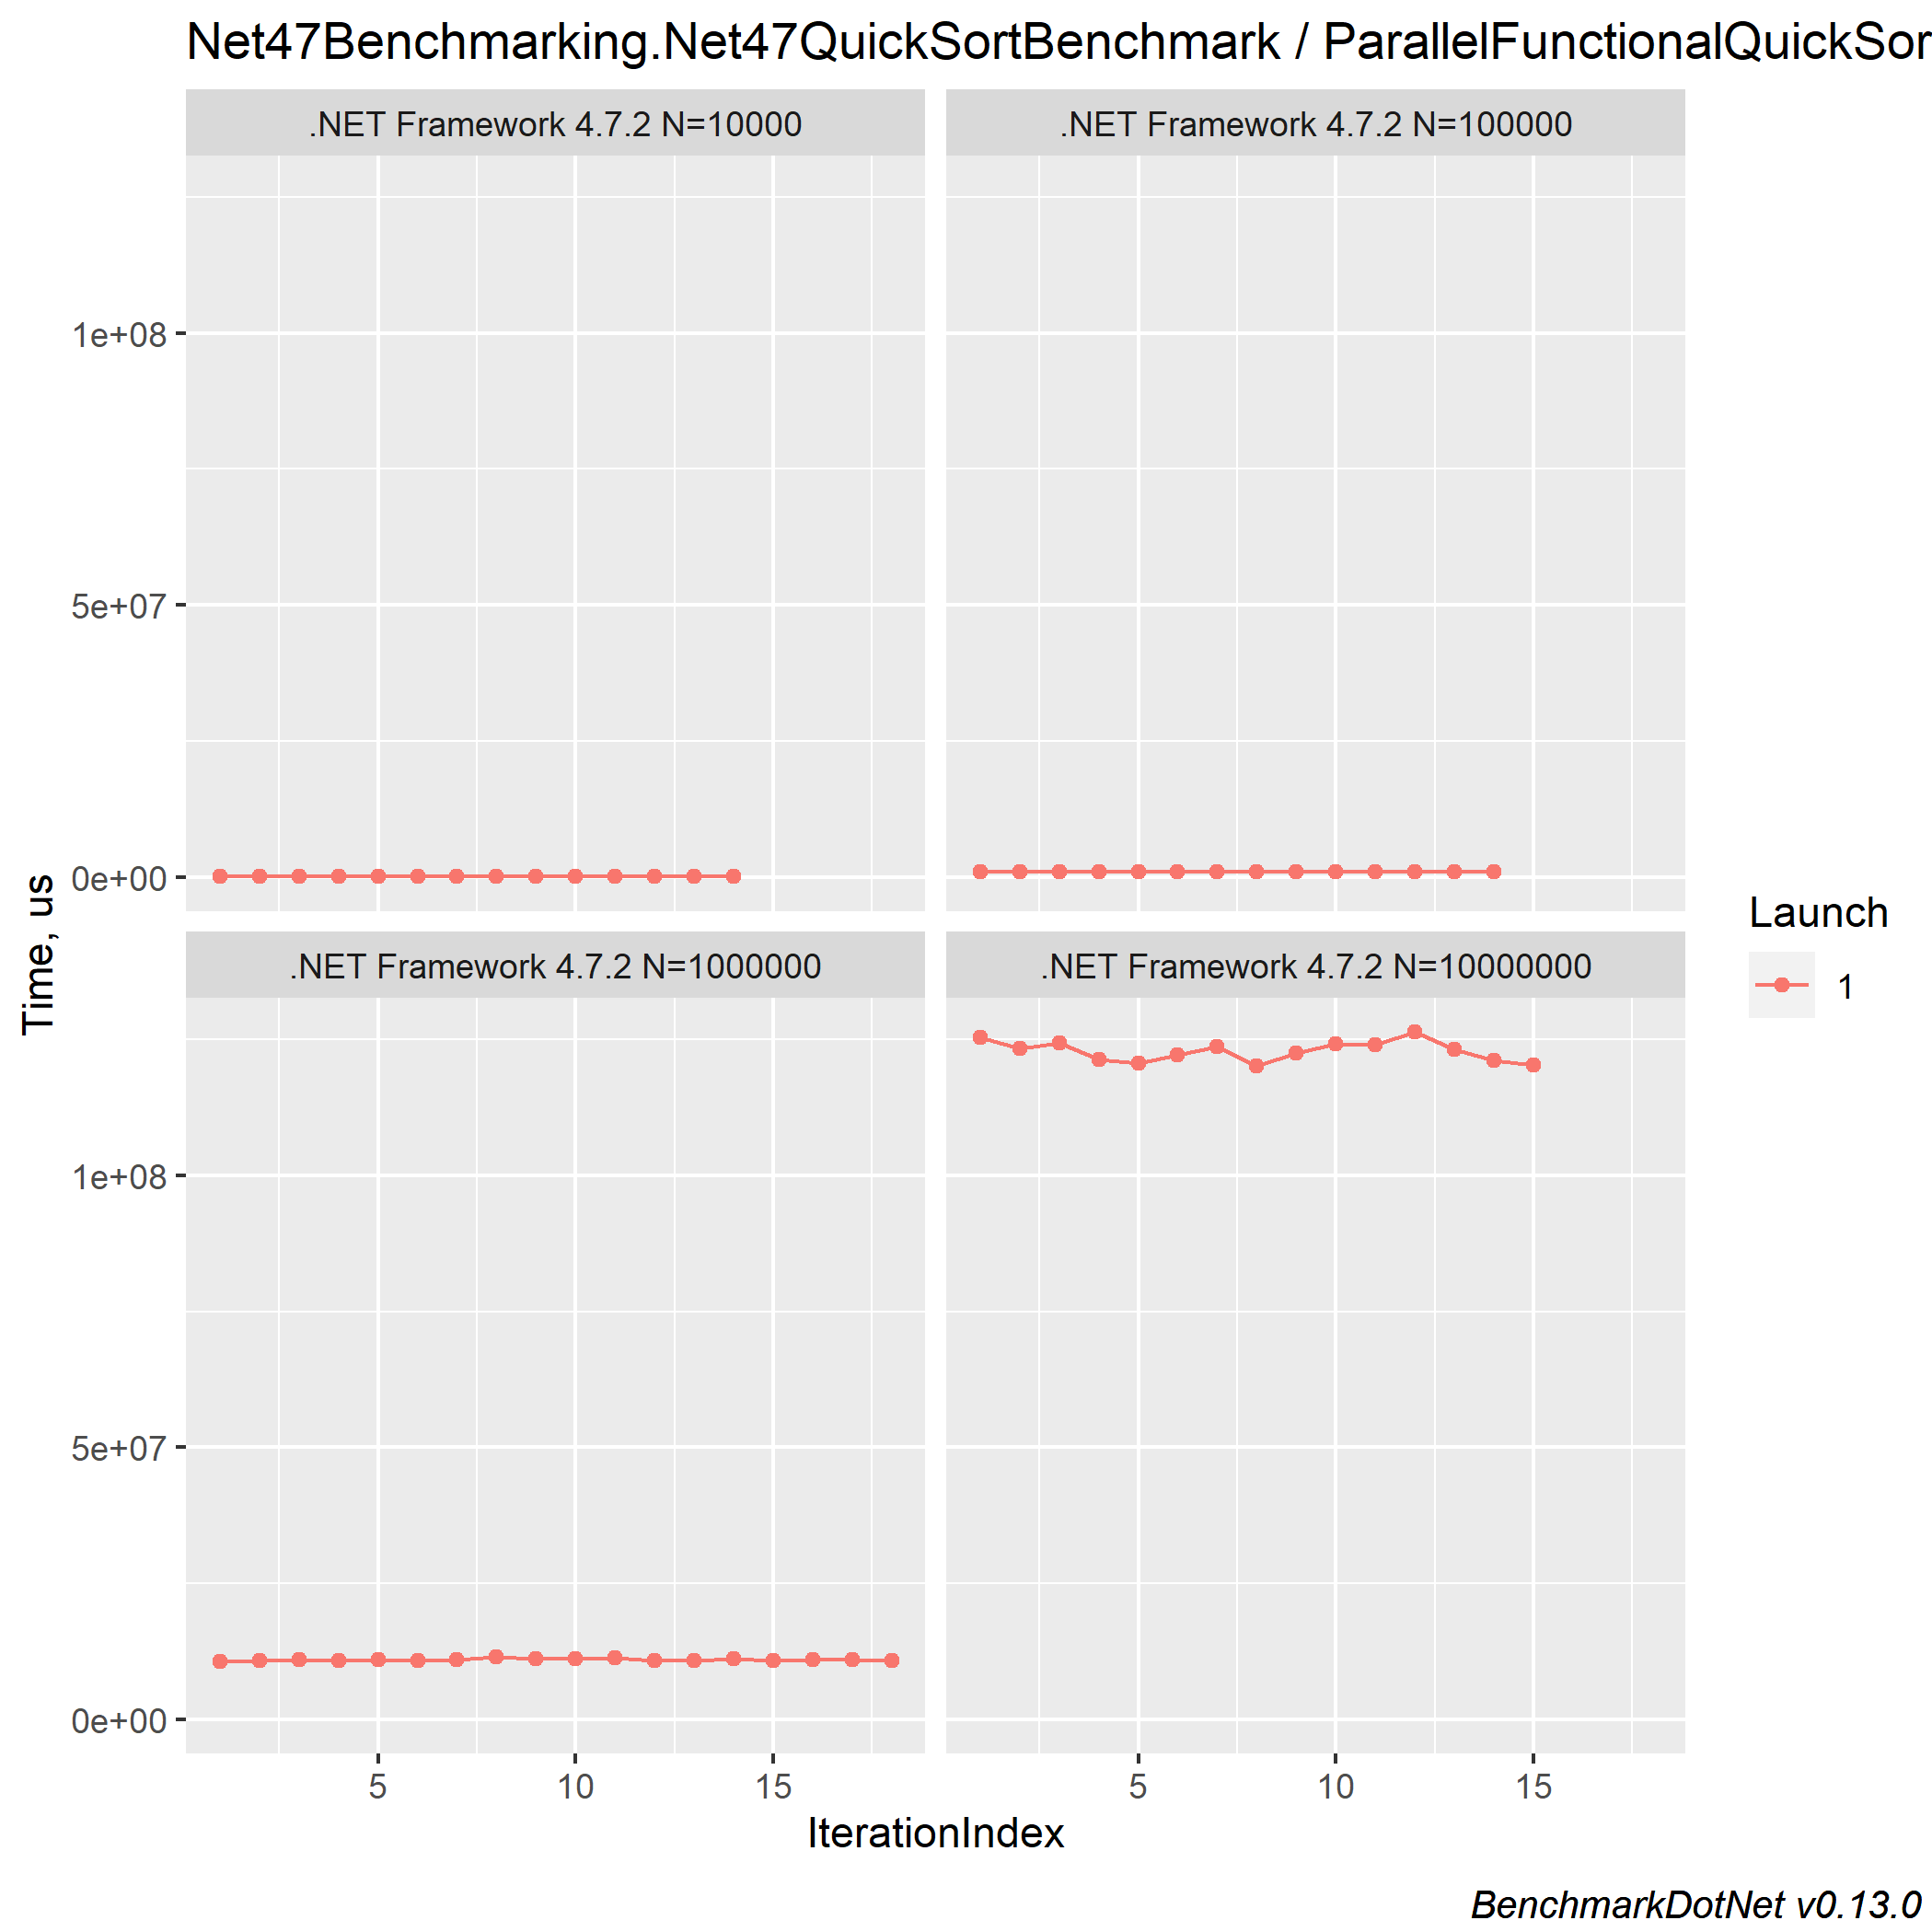 Net47Benchmarking.Net47QuickSortBenchmark / ParallelFunctionalQuickSor
.NET Framework 4.7.2 N=10000
.NET Framework 4.7.2 N=100000
1e+08
5e+07
0e+00
.NET Framework 4.7.2 N=1000000
.NET Framework 4.7.2 N=10000000
1e+08
5e+07
0e+00
5
10
15
5
10
15
Time, us
IterationIndex
Launch
1
BenchmarkDotNet v0.13.0